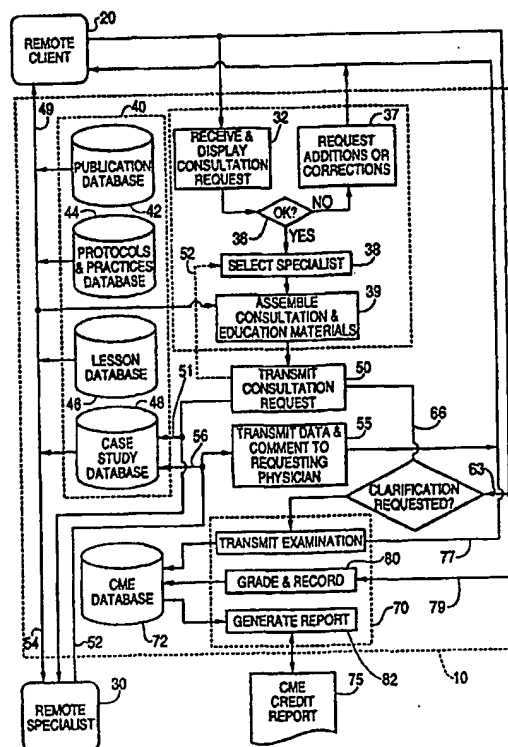 20
REMOTE
CLIENT
49
40
32
37
RECEIVE &
DISPLAY
CONSULTATION
REQUEST
REQUEST
ADDITIONS OR
CORRECTIONS
PUBLICATION
DATABASE
44
42
OK?
NO
36
YES
PROTOCOLS
& PRACTICES
DATABASE
52
SELECT SPECIALIST
38
ASSEMBLE
CONSULTATION &
EDUCATION MATERIALS
39
LESSON
DATABASE
46
48
51
TRANSMIT
CONSULTATION
REQUEST
50
66
CASE
STUDY
DATABASE
56
55
TRANSMIT DATA &
COMMENT TO
REQUESTING
PHYSICIAN
63
CLARIFICATION
REQUESTED?
TRANSMIT EXAMINATION
77
80
CME
DATABASE
GRADE & RECORD
79
70
GENERATE REPORT
72
54
52
82
10
30
REMOTE
SPECIALIST
75
CME
CREDIT
REPORT